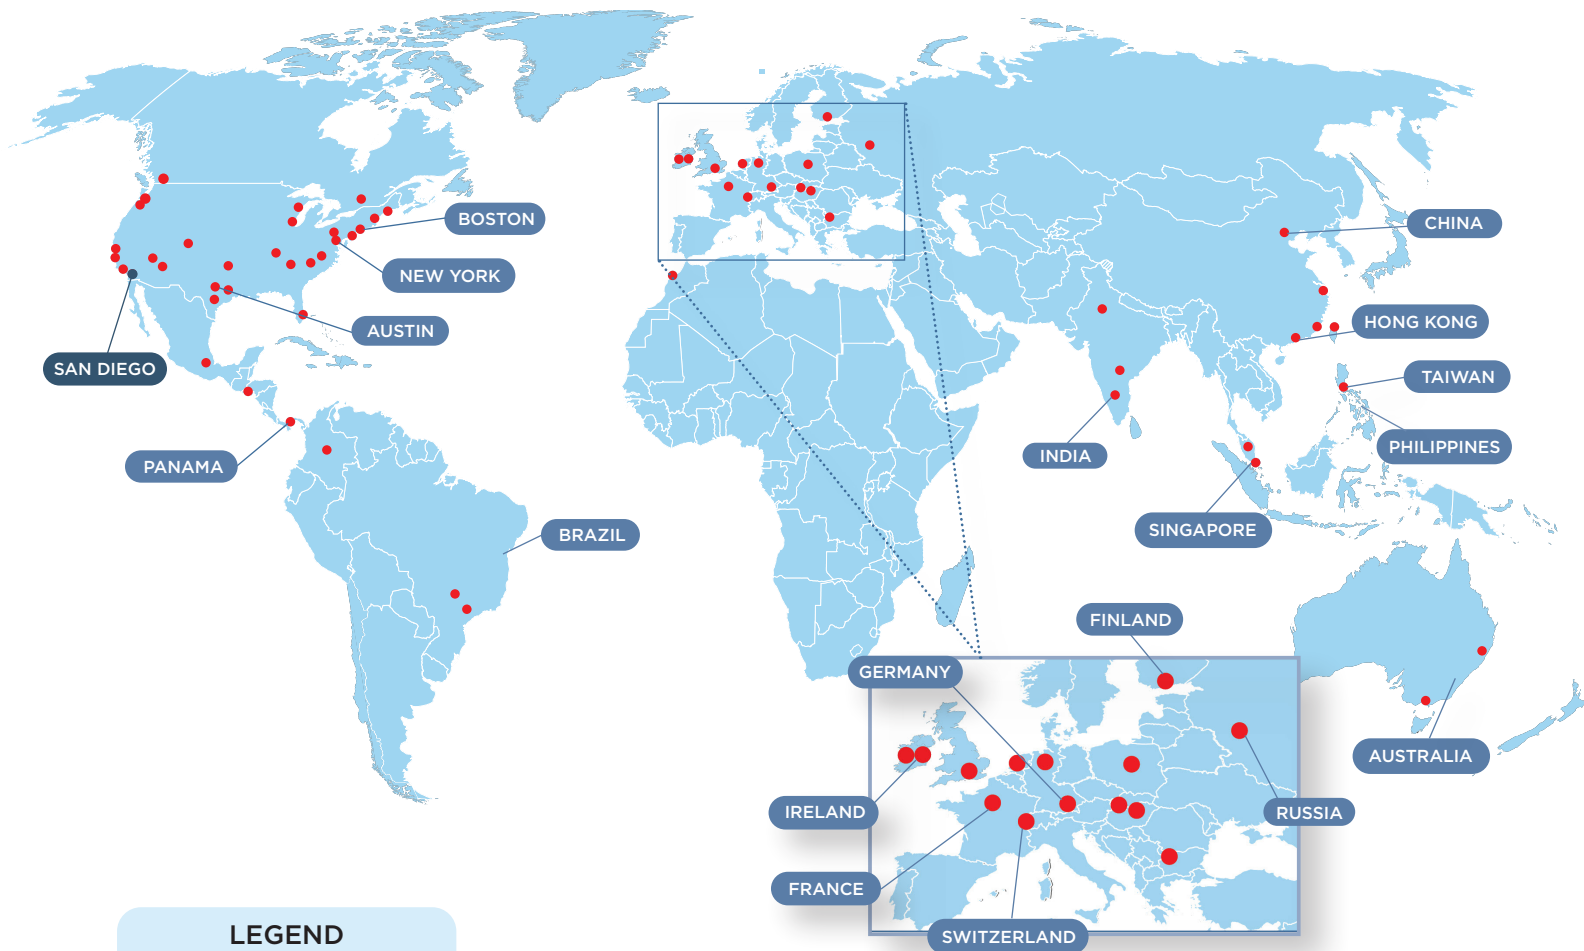 BOSTON
CHINA
NEW YORK
HONG KONG
AUSTIN
SAN DIEGO
TAIWAN
PHILIPPINES
INDIA
PANAMA
SINGAPORE
BRAZIL
FINLAND
GERMANY
AUSTRALIA
IRELAND
RUSSIA
FRANCE
LEGEND
SWITZERLAND